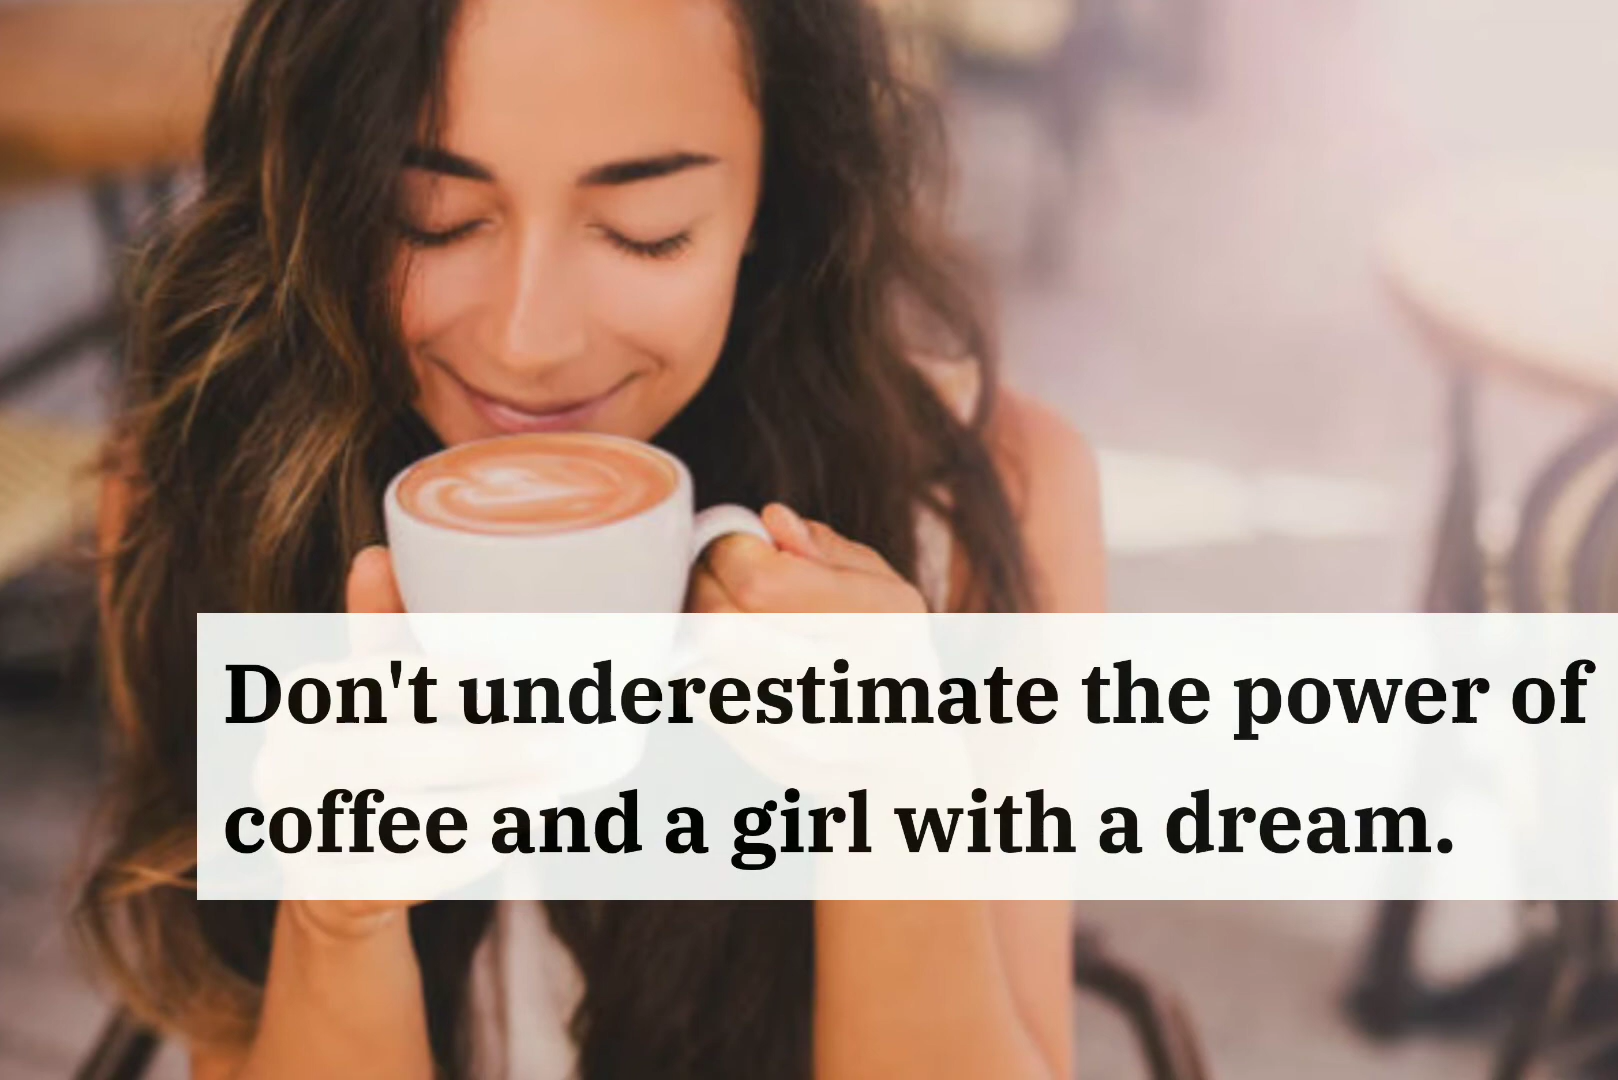 Don't underestimate the power of
coffee and a girl with a dream.